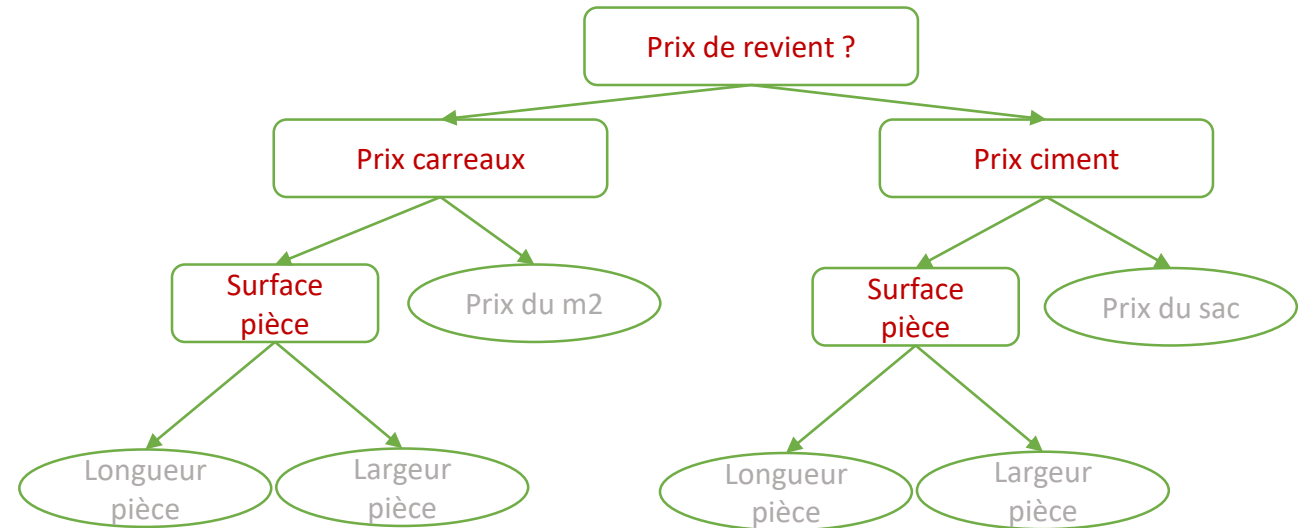 Prix de revient ?
Prix carreaux
Prix ciment
Surface
pièce
Prix du m2
Surface
pièce
Prix du sac
Longueur
pièce
Largeur
pièce
Longueur
pièce
Largeur
pièce